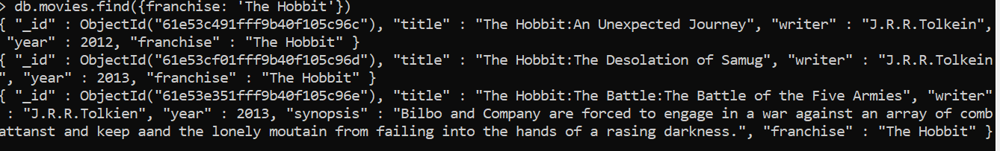 > db.movies.find({franchise: 'The Hobbit'})
{ "_id" : ObjectId("61e53c491fff9b40f105c96c"), "title" : "The Hobbit:An Unexpected Journey", "writer" : "J.R.R.Tolkein",
 "year" : 2012, "franchise" : "The Hobbit" }
{ "_id" : ObjectId("61e53cf01fff9b40f105c96d"), "title" : "The Hobbit:The Desolation of Samug", "writer" : "J.R.R.Tolkein
", "year" : 2013, "franchise" : "The Hobbit" }
{ "_id" : ObjectId("61e53e351fff9b40f105c96e"), "title" : "The Hobbit:The Battle:The Battle of the Five Armies", "writer"
 : "J.R.R.Tolkien", "year" : 2013, "synopsis" : "Bilbo and Company are forced to engage in a war against an array of comb
attanst and keep aand the lonely moutain from failing into the hands of a rasing darkness.", "franchise" : "The Hobbit" }